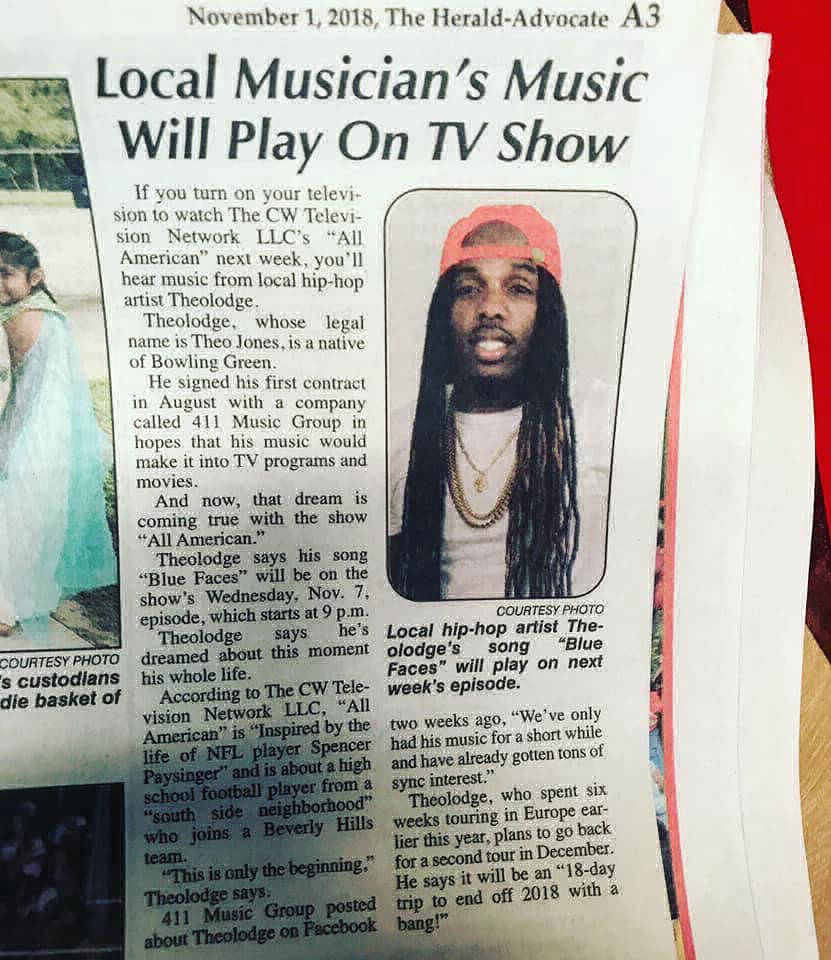 November 1, 2018, The Herald-Advocate A3
Local Musician's Music
Will Play On TV Show
If you turn on your televi-
sion to watch The CW Televi-
sion Network LLC's "All
American" next week, you'll
hear music from local hip-hop
artist Theolodge.
Theolodge, whose legal
name is Theo Jones, is a native
of Bowling Green.
He signed his first contract
in August with a company
called 411 Music Group in
hopes that his music would
make it into TV programs and
movies.
And now, that dream is
coming true with the show
"All American."
Theolodge says his song
"Blue Faces" will be on the
show's Wednesday, Nov. 7,
episode, which starts at 9 p.m.
Theolodge says he's
dreamed about this moment
his whole life.
According to The CW Tele-
vision Network LLC, "All
American" is "Inspired by the
life of NFL player Spencer
Paysinger" and is about a high
school football player from a
"south side neighborhood"
who joins a Beverly Hills
team.
"This is only the beginning,"
Theolodge says.
411 Music Group posted
about Theolodge on Facebook
COURTESY PHOTO
Local hip-hop artist The-
olodge's song "Blue
Faces" will play on next
week's episode.
two weeks ago, "We've only
had his music for a short while
and have already gotten tons of
sync interest."
Theolodge, who spent six
weeks touring in Europe ear-
lier this year, plans to go back
for a second tour in December.
He says it will be an "18-day
trip to end off 2018 with a
bang!"
COURTESY PHOTO
's custodians
die basket of